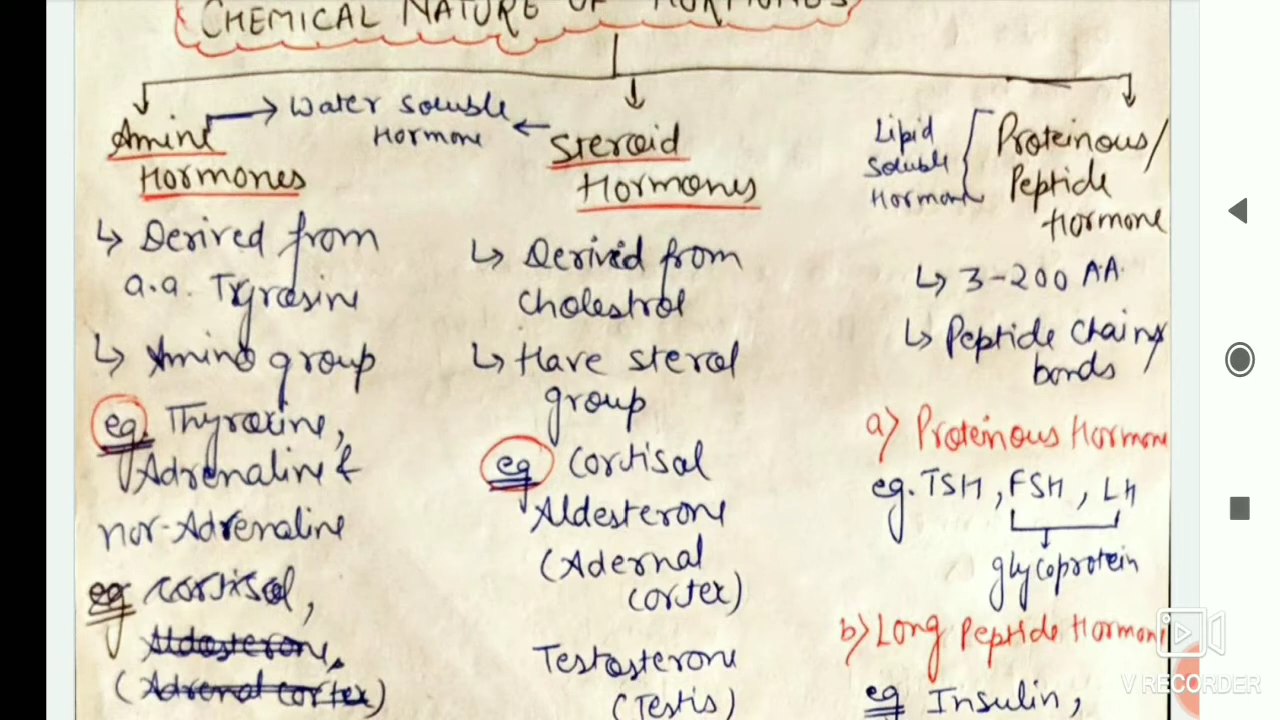 CHEMICAL NATURE OF HORMONES
Amine
Hormones
Water soluble
Hormone
↳ Derived from
a.a. Tyrosine
↳ Amino group
eg. Thyroxine,
Adrenaline &
nor-Adrenaline
eg cortisol,
Aldosterone,
(Adrenal cortex)
Steroid
Hormones
↳ Derived from
Cholestrol
↳ Have sterol
group
eg Cortisol
Aldesterone
(Adernal
cortex)
Testosterone
(Testis)
Lipid
Soluble
Hormone
Proteinous/
Peptide
Hormone
↳ 3-200 A.A.
↳ Peptide chains/
bonds
a) Proteinous Hormone
eg. TSH, FSH, LH
glycoprotein
b) Long Peptide Hormon
eg Insulin,
V RECORDER